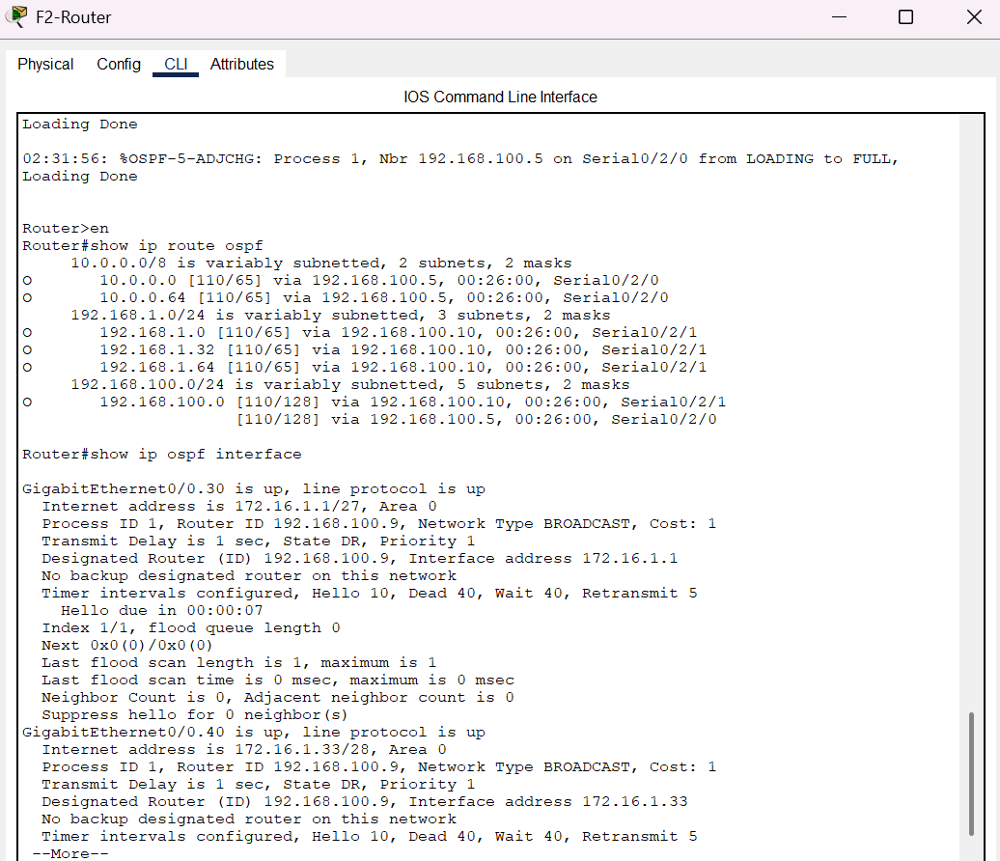 F2-Router
Physical Config CLI Attributes
IOS Command Line Interface
Loading Done
02:31:56: %OSPF-5-ADJCHG: Process 1, Nbr 192.168.100.5 on Serial0/2/0 from LOADING to FULL,
Loading Done
Router>en
Router#show ip route ospf
     10.0.0.0/8 is variably subnetted, 2 subnets, 2 masks
O       10.0.0.0 [110/65] via 192.168.100.5, 00:26:00, Serial0/2/0
O       10.0.0.64 [110/65] via 192.168.100.5, 00:26:00, Serial0/2/0
     192.168.1.0/24 is variably subnetted, 3 subnets, 2 masks
O       192.168.1.0 [110/65] via 192.168.100.10, 00:26:00, Serial0/2/1
O       192.168.1.32 [110/65] via 192.168.100.10, 00:26:00, Serial0/2/1
O       192.168.1.64 [110/65] via 192.168.100.10, 00:26:00, Serial0/2/1
     192.168.100.0/24 is variably subnetted, 5 subnets, 2 masks
O       192.168.100.0 [110/128] via 192.168.100.10, 00:26:00, Serial0/2/1
                      [110/128] via 192.168.100.5, 00:26:00, Serial0/2/0
Router#show ip ospf interface
GigabitEthernet0/0.30 is up, line protocol is up
  Internet address is 172.16.1.1/27, Area 0
  Process ID 1, Router ID 192.168.100.9, Network Type BROADCAST, Cost: 1
  Transmit Delay is 1 sec, State DR, Priority 1
  Designated Router (ID) 192.168.100.9, Interface address 172.16.1.1
  No backup designated router on this network
  Timer intervals configured, Hello 10, Dead 40, Wait 40, Retransmit 5
    Hello due in 00:00:07
  Index 1/1, flood queue length 0
  Next 0x0(0)/0x0(0)
  Last flood scan length is 1, maximum is 1
  Last flood scan time is 0 msec, maximum is 0 msec
  Neighbor Count is 0, Adjacent neighbor count is 0
  Suppress hello for 0 neighbor(s)
GigabitEthernet0/0.40 is up, line protocol is up
  Internet address is 172.16.1.33/28, Area 0
  Process ID 1, Router ID 192.168.100.9, Network Type BROADCAST, Cost: 1
  Transmit Delay is 1 sec, State DR, Priority 1
  Designated Router (ID) 192.168.100.9, Interface address 172.16.1.33
  No backup designated router on this network
  Timer intervals configured, Hello 10, Dead 40, Wait 40, Retransmit 5
 --More--